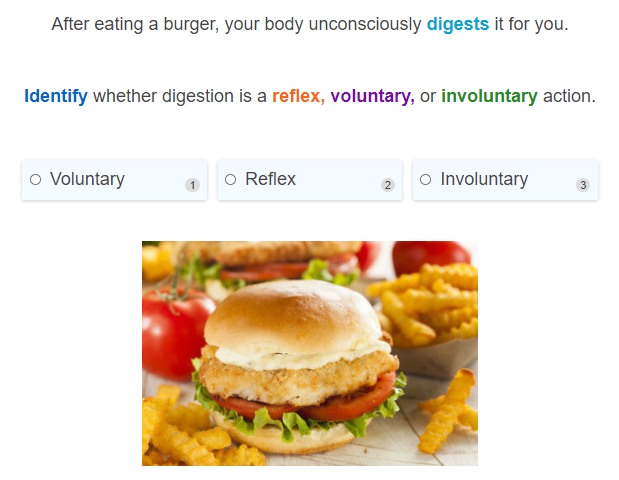 After eating a burger, your body unconsciously digests it for you.
Identify whether digestion is a reflex, voluntary, or involuntary action.
Voluntary 1
Reflex 2
Involuntary 3